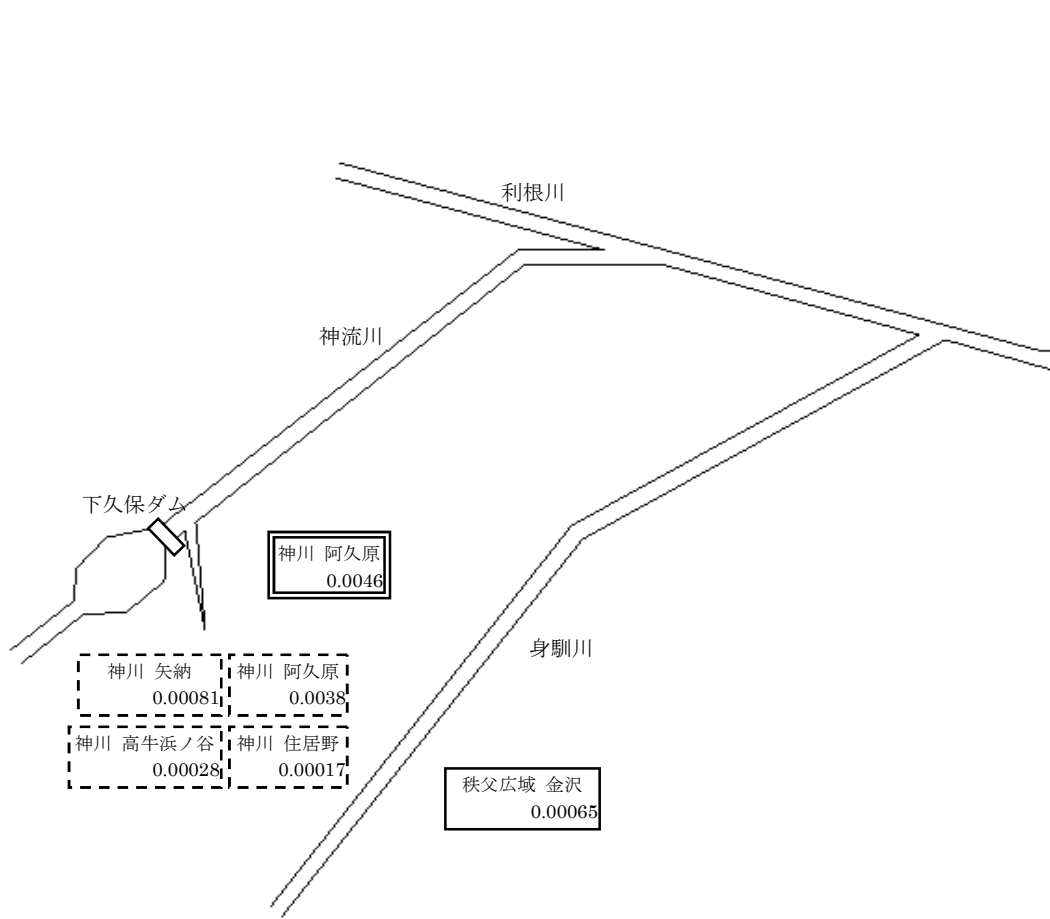 利根川
神流川
下久保ダム
神川 阿久原
0.0046
身馴川
神川 矢納
0.00081
神川 阿久原
0.0038
神川 高牛浜ノ谷
0.00028
神川 住居野
0.00017
秩父広域 金沢
0.00065